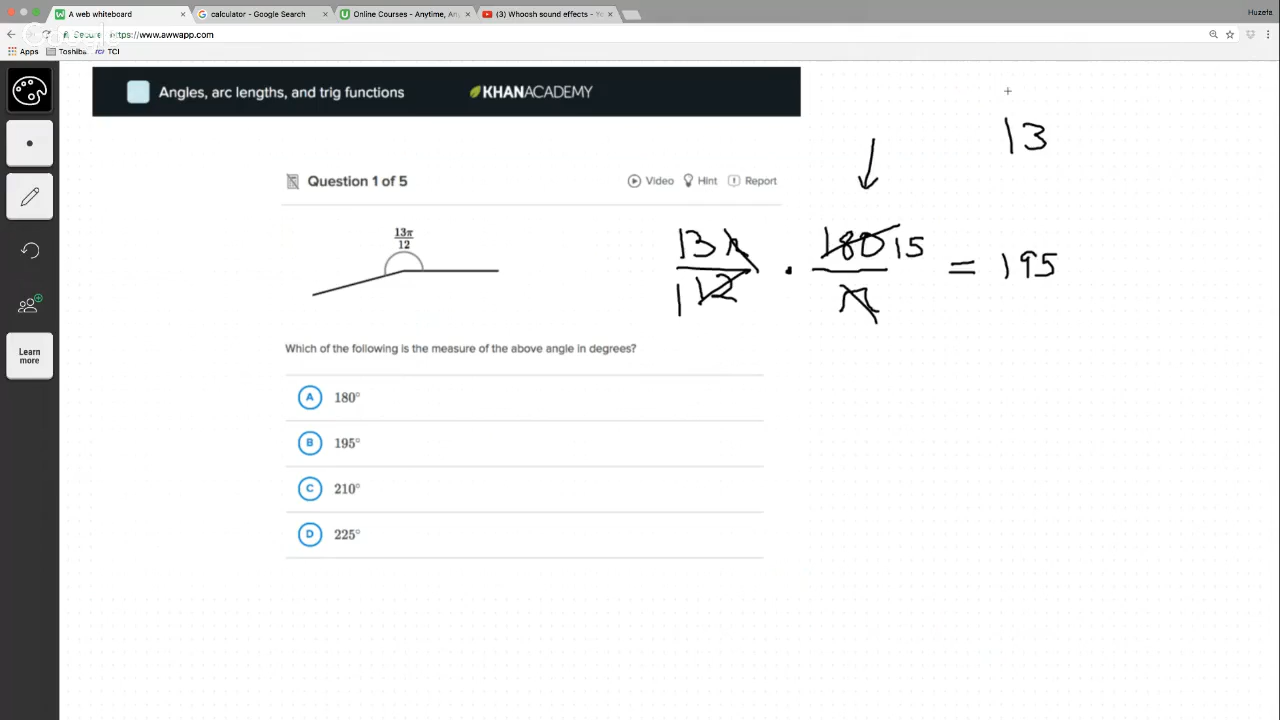 A web whiteboard
calculator - Google Search
Online Courses - Anytime, An
(3) Whoosh sound effects - Yo
Huzefa
Secure https://www.awwapp.com
Apps Toshiba TCI
Angles, arc lengths, and trig functions KHANACADEMY
13
Question 1 of 5 Video Hint Report
13π/12
13π/12 1 · 180/π 15 = 195
Learn more
Which of the following is the measure of the above angle in degrees?
A 180°
B 195°
C 210°
D 225°